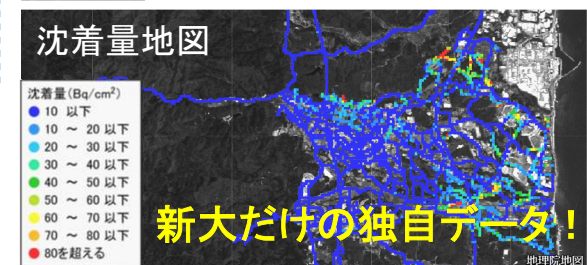 沈着量地図
沈着量(Bq/cm²)
10 以下
10 ~ 20 以下
20 ~ 30 以下
30 ~ 40 以下
40 ~ 50 以下
50 ~ 60 以下
60 ~ 70 以下
70 ~ 80 以下
80を超える
新大だけの独自データ!
地理院地図